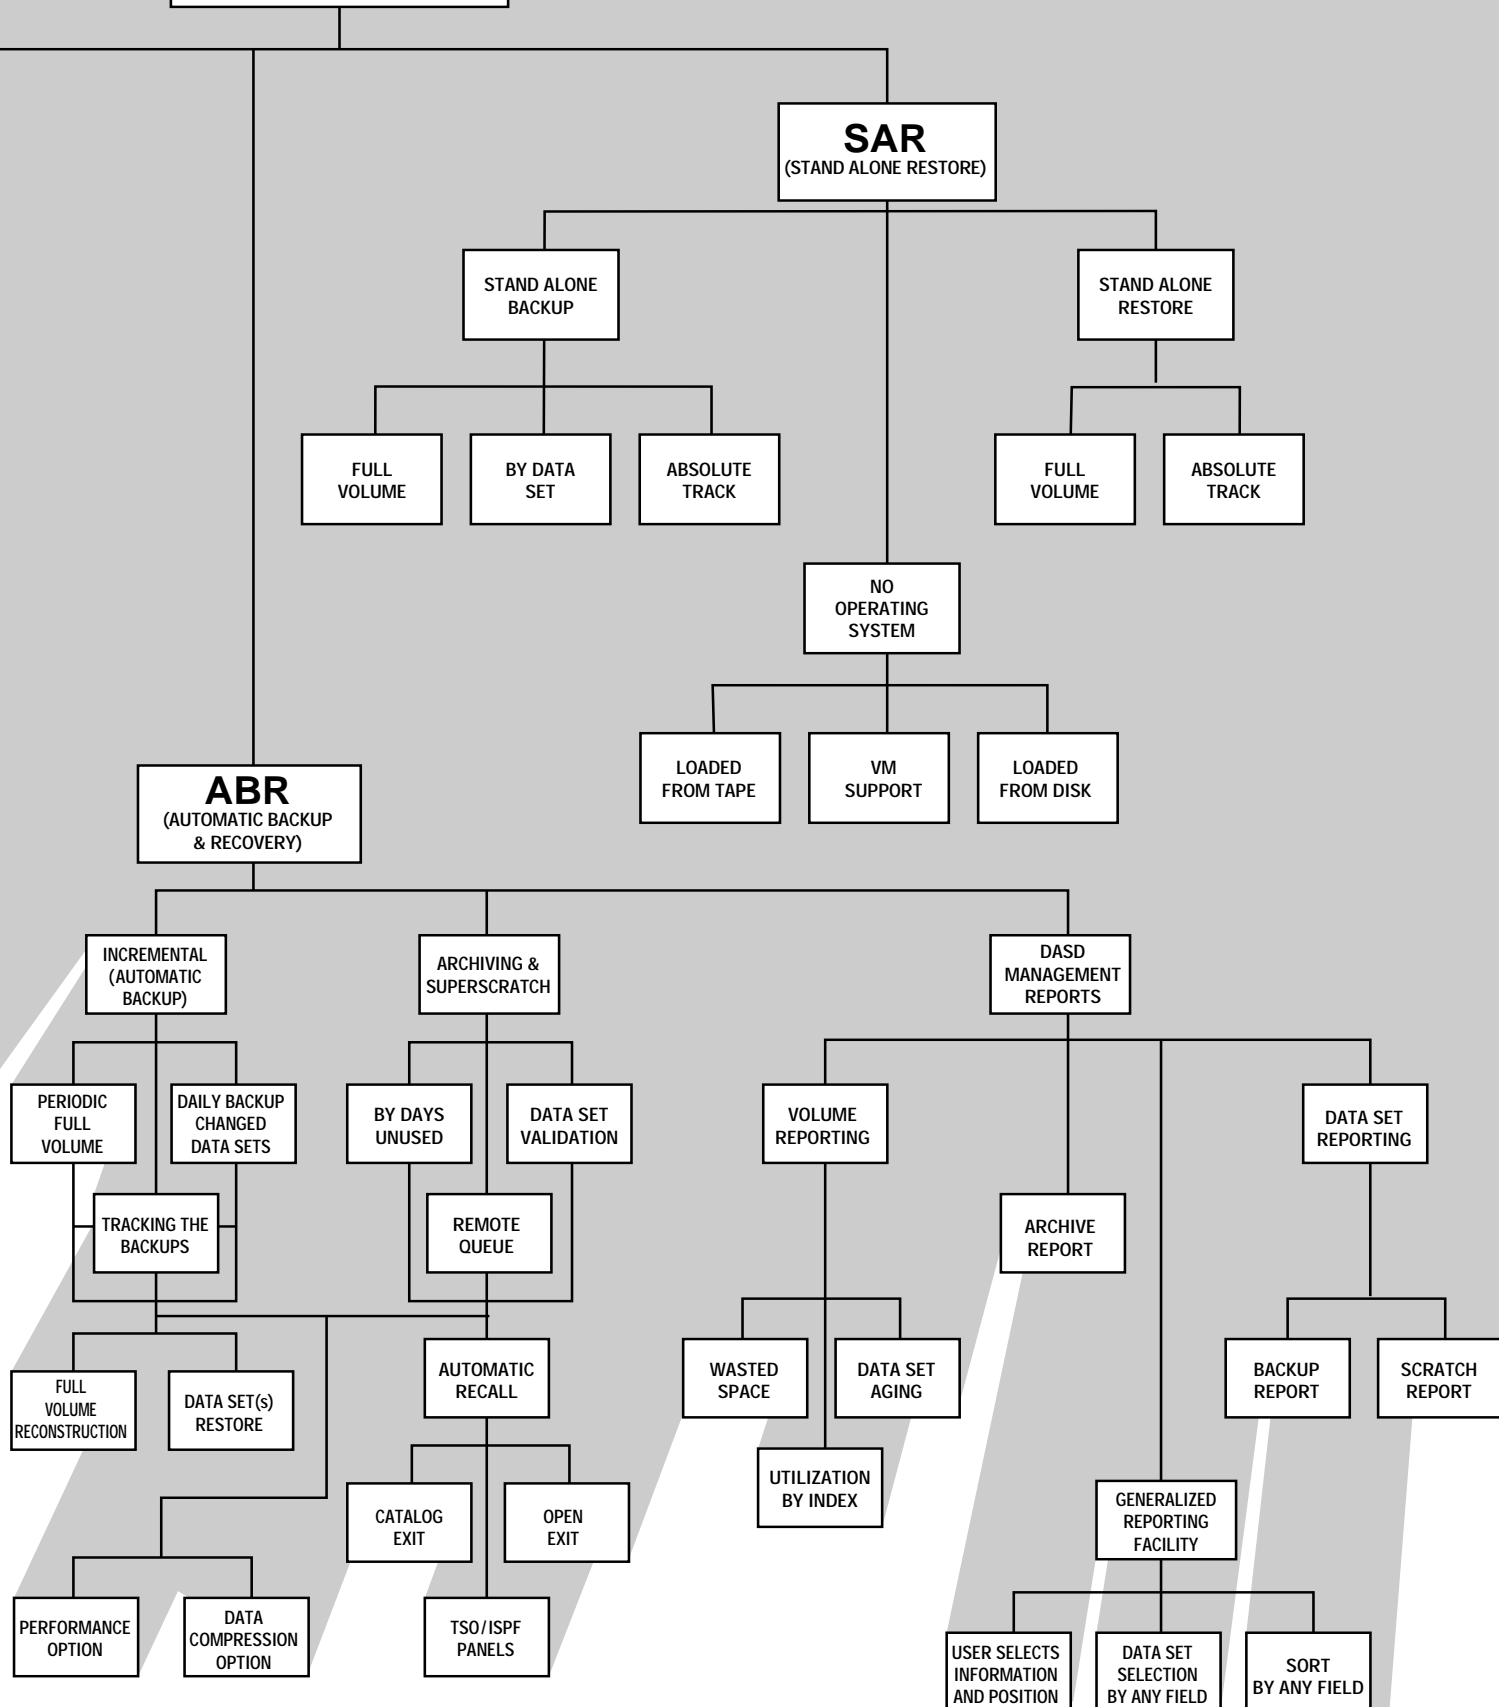 SAR
(STAND ALONE RESTORE)
STAND ALONE
BACKUP
STAND ALONE
RESTORE
FULL
VOLUME
BY DATA
SET
ABSOLUTE
TRACK
FULL
VOLUME
ABSOLUTE
TRACK
NO
OPERATING
SYSTEM
LOADED
FROM TAPE
VM
SUPPORT
LOADED
FROM DISK
ABR
(AUTOMATIC BACKUP
& RECOVERY)
INCREMENTAL
(AUTOMATIC
BACKUP)
ARCHIVING &
SUPERSCRATCH
DASD
MANAGEMENT
REPORTS
PERIODIC
FULL
VOLUME
DAILY BACKUP
CHANGED
DATA SETS
BY DAYS
UNUSED
DATA SET
VALIDATION
VOLUME
REPORTING
DATA SET
REPORTING
TRACKING THE
BACKUPS
REMOTE
QUEUE
ARCHIVE
REPORT
FULL
VOLUME
RECONSTRUCTION
DATA SET(s)
RESTORE
AUTOMATIC
RECALL
WASTED
SPACE
DATA SET
AGING
BACKUP
REPORT
SCRATCH
REPORT
UTILIZATION
BY INDEX
CATALOG
EXIT
OPEN
EXIT
GENERALIZED
REPORTING
FACILITY
PERFORMANCE
OPTION
DATA
COMPRESSION
OPTION
TSO/ISPF
PANELS
USER SELECTS
INFORMATION
AND POSITION
DATA SET
SELECTION
BY ANY FIELD
SORT
BY ANY FIELD